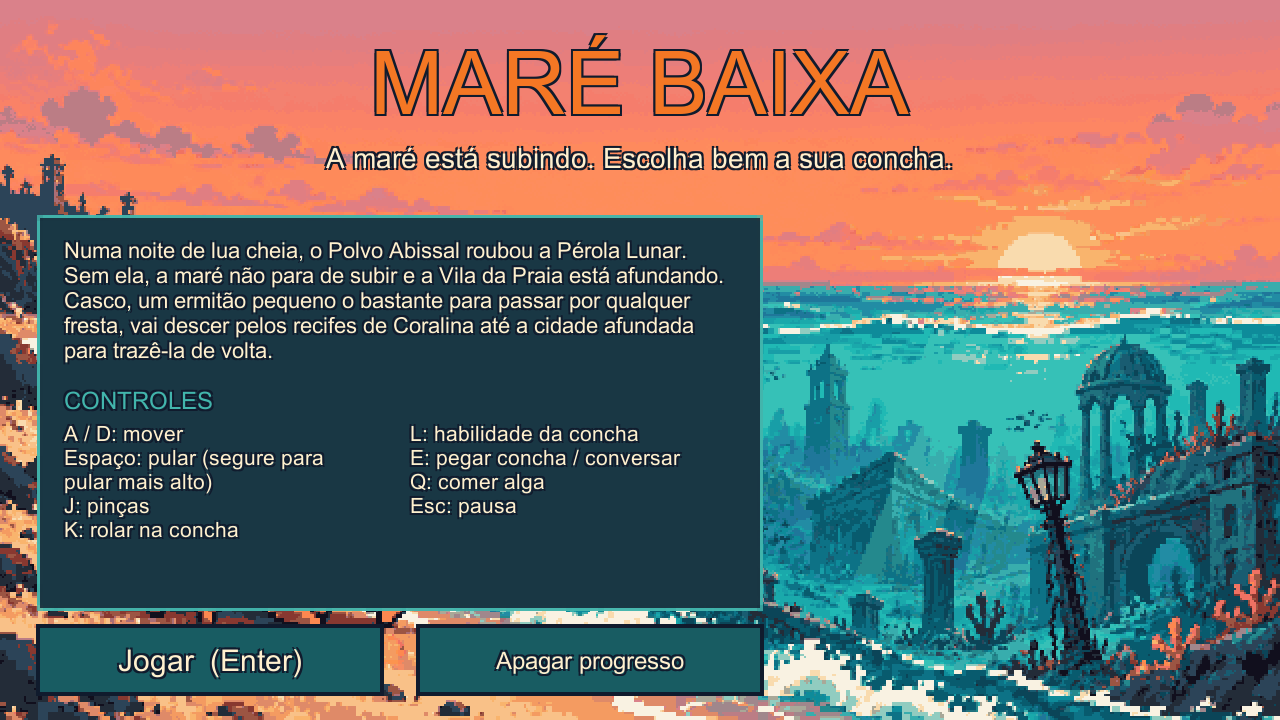 MARÉ BAIXA
A maré está subindo. Escolha bem a sua concha.
Numa noite de lua cheia, o Polvo Abissal roubou a Pérola Lunar.
Sem ela, a maré não para de subir e a Vila da Praia está afundando.
Casco, um ermitão pequeno o bastante para passar por qualquer
fresta, vai descer pelos recifes de Coralina até a cidade afundada
para trazê-la de volta.
CONTROLES
A / D: mover
Espaço: pular (segure para
pular mais alto)
J: pinças
K: rolar na concha
L: habilidade da concha
E: pegar concha / conversar
Q: comer alga
Esc: pausa
Jogar (Enter)
Apagar progresso